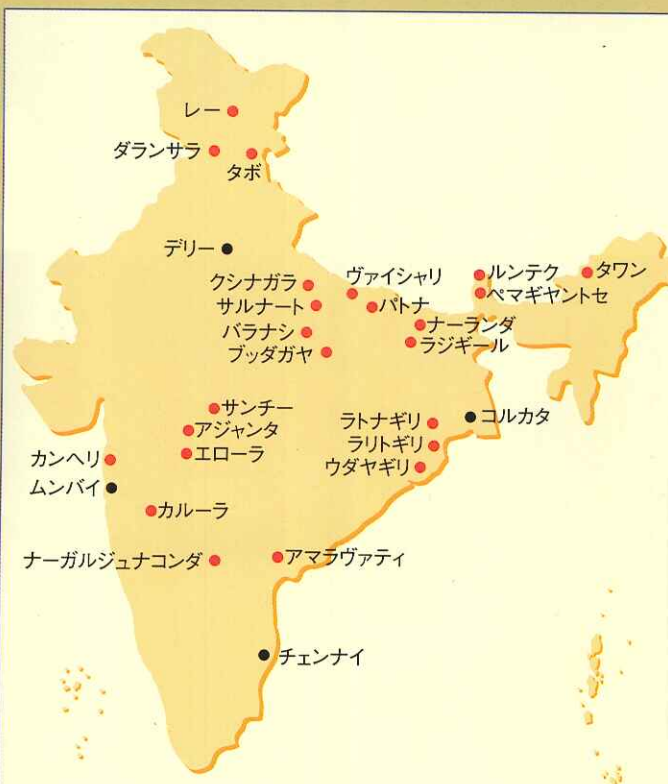 レー
ダランサラ
タボ
デリー
クシナガラ
ヴァイシャリ
ルンテク
タワン
サルナート
パトナ
ペマギヤントセ
バラナシ
ナーランダ
ブッダガヤ
ラジギール
サンチー
ラトナギリ
コルカタ
アジャンタ
ラリトギリ
カンヘリ
エローラ
ウダヤギリ
ムンバイ
カルーラ
ナーガルジュナコンダ
アマラヴァティ
チェンナイ